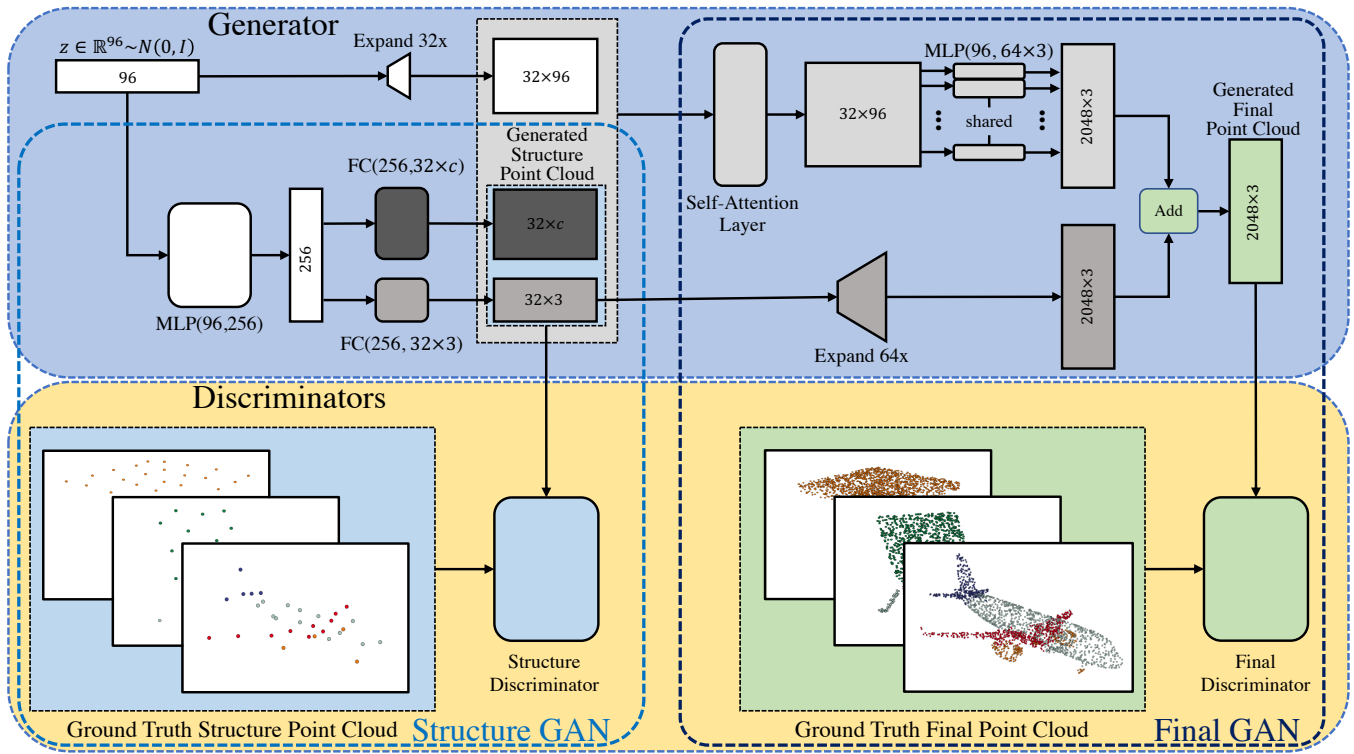 Generator
z ∈ ℝ⁹⁶~N(0, I)
96
Expand 32x
32×96
Generated
Structure
Point Cloud
FC(256,32×c)
32×c
256
MLP(96,256)
FC(256, 32×3)
32×3
Self-Attention
Layer
32×96
MLP(96, 64×3)
shared
2048×3
Expand 64x
2048×3
Add
Generated
Final
Point Cloud
2048×3
Discriminators
Structure
Discriminator
Ground Truth Structure Point Cloud
Structure GAN
Final
Discriminator
Ground Truth Final Point Cloud
Final GAN